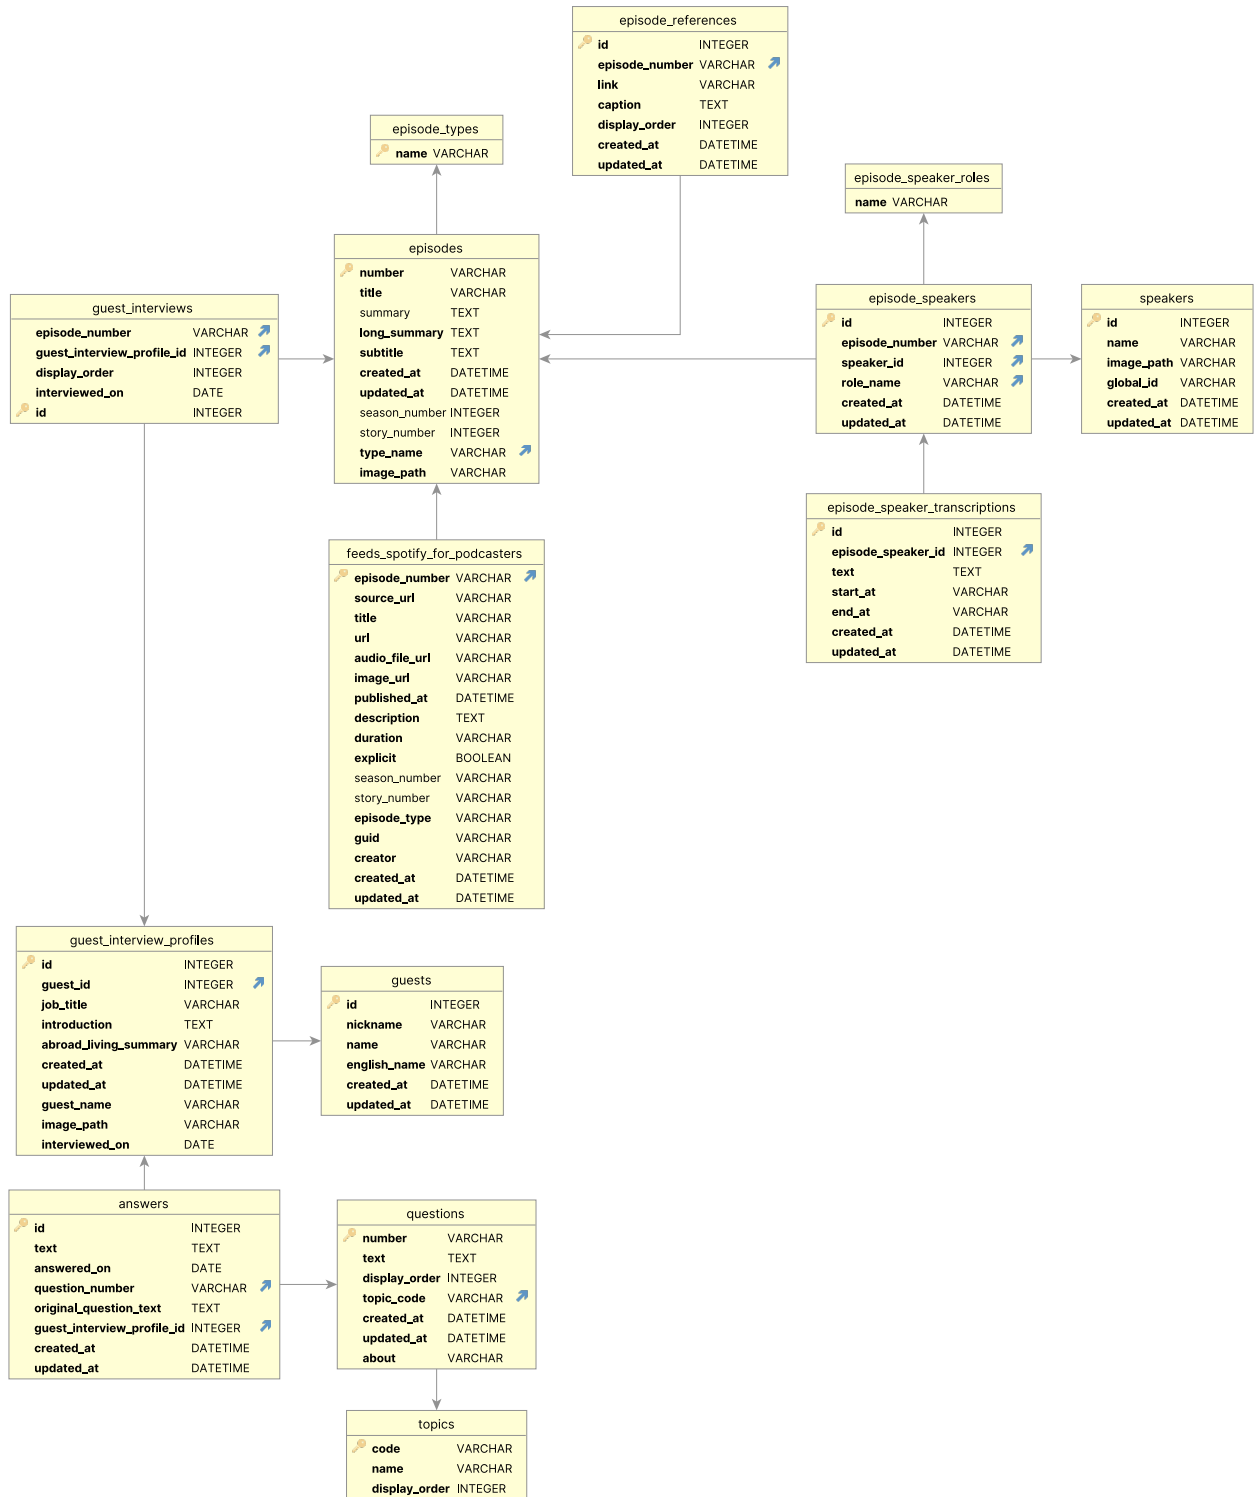 episode_references
id INTEGER
episode_number VARCHAR
link VARCHAR
caption TEXT
display_order INTEGER
created_at DATETIME
updated_at DATETIME
episode_types
name VARCHAR
episode_speaker_roles
name VARCHAR
episodes
number VARCHAR
title VARCHAR
summary TEXT
long_summary TEXT
subtitle TEXT
created_at DATETIME
updated_at DATETIME
season_number INTEGER
story_number INTEGER
type_name VARCHAR
image_path VARCHAR
guest_interviews
episode_number VARCHAR
guest_interview_profile_id INTEGER
display_order INTEGER
interviewed_on DATE
id INTEGER
episode_speakers
id INTEGER
episode_number VARCHAR
speaker_id INTEGER
role_name VARCHAR
created_at DATETIME
updated_at DATETIME
speakers
id INTEGER
name VARCHAR
image_path VARCHAR
global_id VARCHAR
created_at DATETIME
updated_at DATETIME
episode_speaker_transcriptions
id INTEGER
episode_speaker_id INTEGER
text TEXT
start_at VARCHAR
end_at VARCHAR
created_at DATETIME
updated_at DATETIME
feeds_spotify_for_podcasters
episode_number VARCHAR
source_url VARCHAR
title VARCHAR
url VARCHAR
audio_file_url VARCHAR
image_url VARCHAR
published_at DATETIME
description TEXT
duration VARCHAR
explicit BOOLEAN
season_number VARCHAR
story_number VARCHAR
episode_type VARCHAR
guid VARCHAR
creator VARCHAR
created_at DATETIME
updated_at DATETIME
guest_interview_profiles
id INTEGER
guest_id INTEGER
job_title VARCHAR
introduction TEXT
abroad_living_summary VARCHAR
created_at DATETIME
updated_at DATETIME
guest_name VARCHAR
image_path VARCHAR
interviewed_on DATE
guests
id INTEGER
nickname VARCHAR
name VARCHAR
english_name VARCHAR
created_at DATETIME
updated_at DATETIME
answers
id INTEGER
text TEXT
answered_on DATE
question_number VARCHAR
original_question_text TEXT
guest_interview_profile_id INTEGER
created_at DATETIME
updated_at DATETIME
questions
number VARCHAR
text TEXT
display_order INTEGER
topic_code VARCHAR
created_at DATETIME
updated_at DATETIME
about VARCHAR
topics
code VARCHAR
name VARCHAR
display_order INTEGER